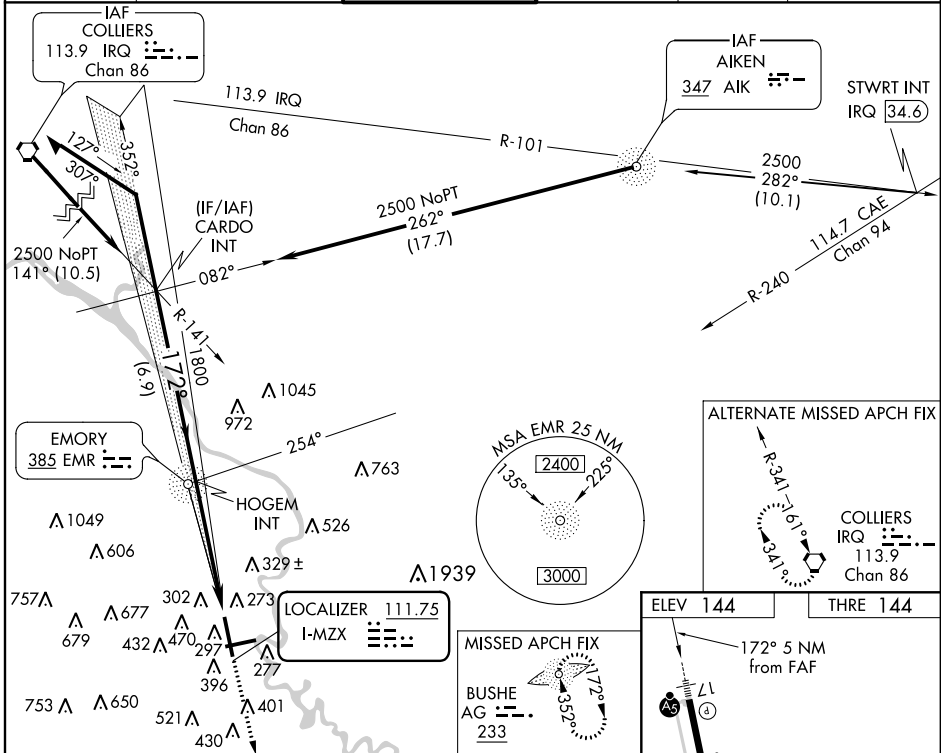 IAF
COLLIERS
113.9 IRQ
Chan 86
IAF
AIKEN
347 AIK
STWRT INT
IRQ 34.6
113.9 IRQ
Chan 86
R-101
2500
282°
(10.1)
114.7 CAE
Chan 94
R-240
127°
307°
352°
2500 NoPT
141° (10.5)
(IF/IAF)
CARDO
INT
2500 NoPT
262°
(17.7)
082°
R-141
1800
172°
(6.9)
1045
972
254°
EMORY
385 EMR
HOGEM
INT
763
1049
606
526
329 ±
1939
MSA EMR 25 NM
2400
135°
225°
3000
ALTERNATE MISSED APCH FIX
R-341
161°
341°
COLLIERS
IRQ
113.9
Chan 86
757
677
679
302
273
432
470
297
396
277
753
650
521
401
430
LOCALIZER 111.75
I-MZX
MISSED APCH FIX
BUSHE
AG
233
172°
352°
ELEV 144
THRE 144
172° 5 NM
from FAF
A5
17
P